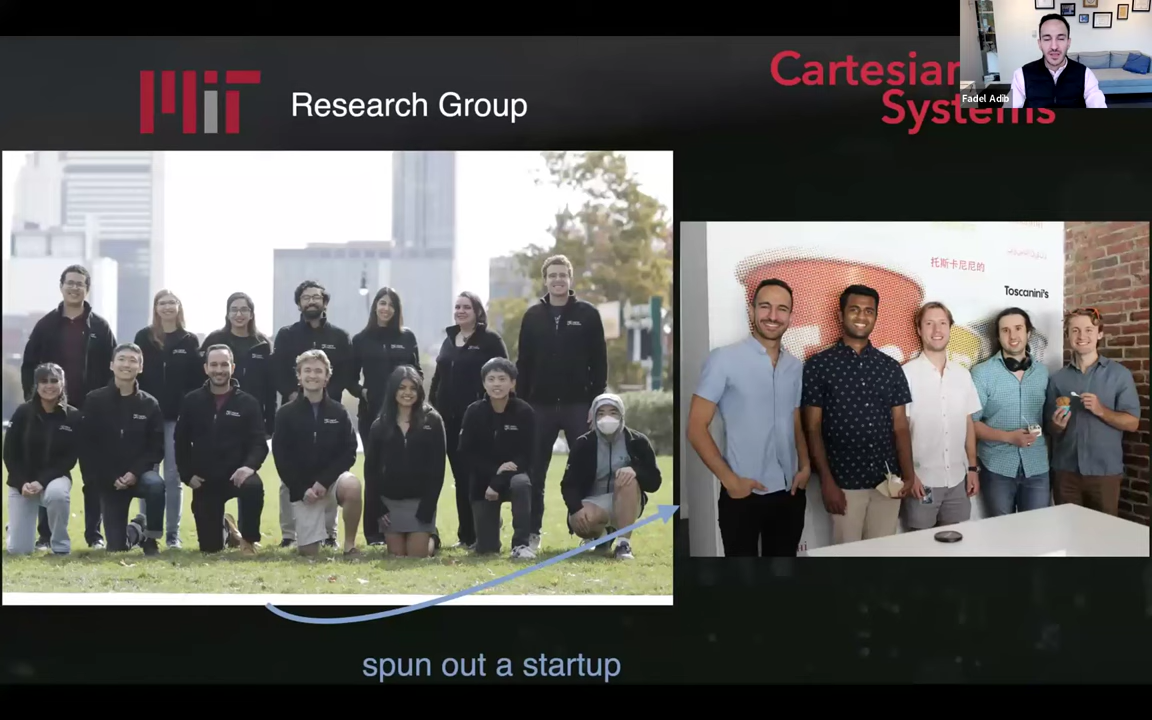 MIT
Research Group
Cartesian
Systems
Fadel Adib
托斯卡尼尼的
Toscanini's
spun out a startup